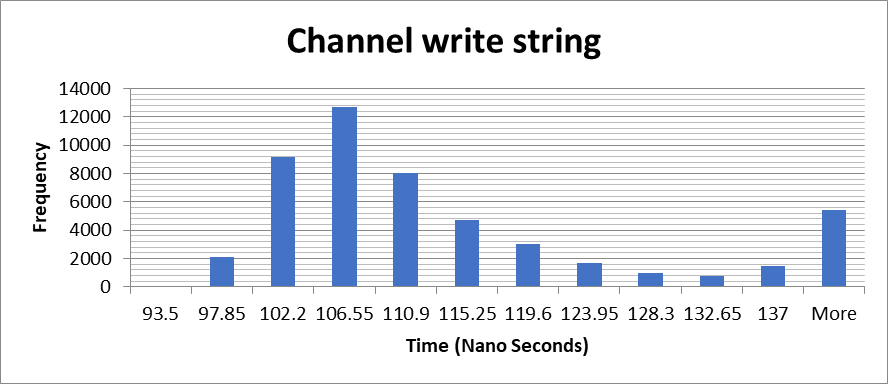 Channel write string
14000
12000
10000
8000
6000
4000
2000
0
Frequency
93.5 97.85 102.2 106.55 110.9 115.25 119.6 123.95 128.3 132.65 137 More
Time (Nano Seconds)